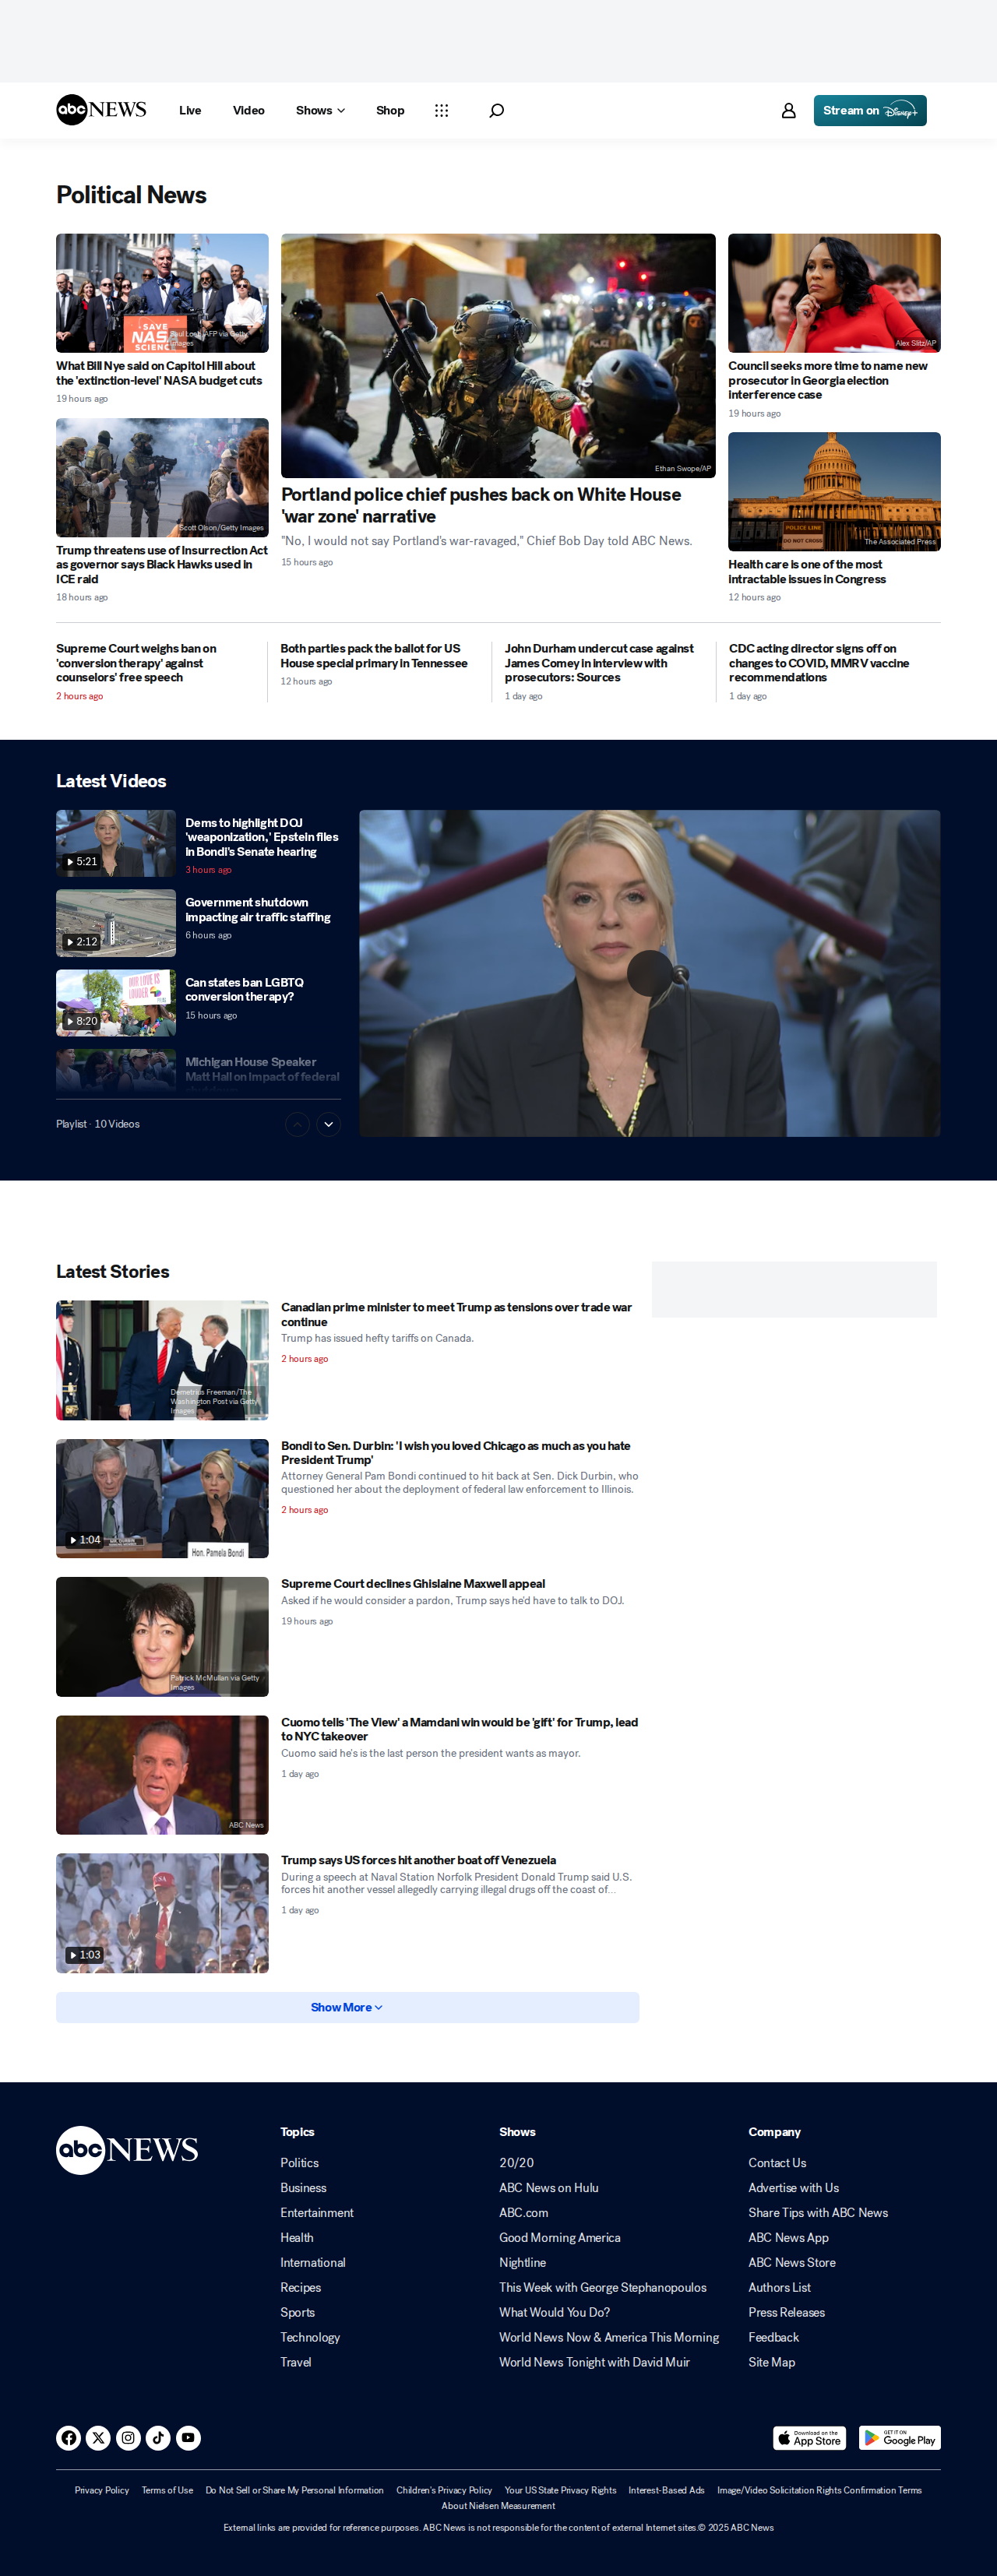 abc NEWS
Live
Video
Shows
Shop
Stream on Disney+
Political News
SAVE
NASA
SCIENCE
Images
What Bill Nye said on Capitol Hill about
the 'extinction-level' NASA budget cuts
19 hours ago
Scott Olson/Getty Images
Trump threatens use of Insurrection Act
as governor says Black Hawks used in
ICE raid
18 hours ago
Ethan Swope/AP
Portland police chief pushes back on White House
'war zone' narrative
"No, I would not say Portland's war-ravaged," Chief Bob Day told ABC News.
15 hours ago
Alex Slitz/AP
Council seeks more time to name new
prosecutor in Georgia election
interference case
19 hours ago
POLICE LINE
DO NOT CROSS
The Associated Press
Health care is one of the most
intractable issues in Congress
12 hours ago
Supreme Court weighs ban on
'conversion therapy' against
counselors' free speech
2 hours ago
Both parties pack the ballot for US
House special primary in Tennessee
12 hours ago
John Durham undercut case against
James Comey in interview with
prosecutors: Sources
1 day ago
CDC acting director signs off on
changes to COVID, MMRV vaccine
recommendations
1 day ago
Latest Videos
5:21
Dems to highlight DOJ
'weaponization,' Epstein files
in Bondi's Senate hearing
3 hours ago
2:12
Government shutdown
impacting air traffic staffing
6 hours ago
OUR LOVE IS
LOUDER
8:20
Can states ban LGBTQ
conversion therapy?
15 hours ago
Michigan House Speaker
Matt Hall on impact of federal
Playlist · 10 Videos
Latest Stories
Demetrius Freeman/The
Washington Post via Getty
Images
Canadian prime minister to meet Trump as tensions over trade war
continue
Trump has issued hefty tariffs on Canada.
2 hours ago
1:04
Hon. Pamela Bondi
Bondi to Sen. Durbin: 'I wish you loved Chicago as much as you hate
President Trump'
Attorney General Pam Bondi continued to hit back at Sen. Dick Durbin, who
questioned her about the deployment of federal law enforcement to Illinois.
2 hours ago
Patrick McMullan via Getty
Images
Supreme Court declines Ghislaine Maxwell appeal
Asked if he would consider a pardon, Trump says he'd have to talk to DOJ.
19 hours ago
ABC News
Cuomo tells 'The View' a Mamdani win would be 'gift' for Trump, lead
to NYC takeover
Cuomo said he's is the last person the president wants as mayor.
1 day ago
1:03
Trump says US forces hit another boat off Venezuela
During a speech at Naval Station Norfolk President Donald Trump said U.S.
forces hit another vessel allegedly carrying illegal drugs off the coast of...
1 day ago
Show More
abc NEWS
Topics
Politics
Business
Entertainment
Health
International
Recipes
Sports
Technology
Travel
Shows
20/20
ABC News on Hulu
ABC.com
Good Morning America
Nightline
This Week with George Stephanopoulos
What Would You Do?
World News Now & America This Morning
World News Tonight with David Muir
Company
Contact Us
Advertise with Us
Share Tips with ABC News
ABC News App
ABC News Store
Authors List
Press Releases
Feedback
Site Map
Download on the
App Store
GET IT ON
Google Play
Privacy Policy
Terms of Use
Do Not Sell or Share My Personal Information
Children's Privacy Policy
Your US State Privacy Rights
Interest-Based Ads
Image/Video Solicitation Rights Confirmation Terms
About Nielsen Measurement
External links are provided for reference purposes. ABC News is not responsible for the content of external Internet sites.© 2025 ABC News